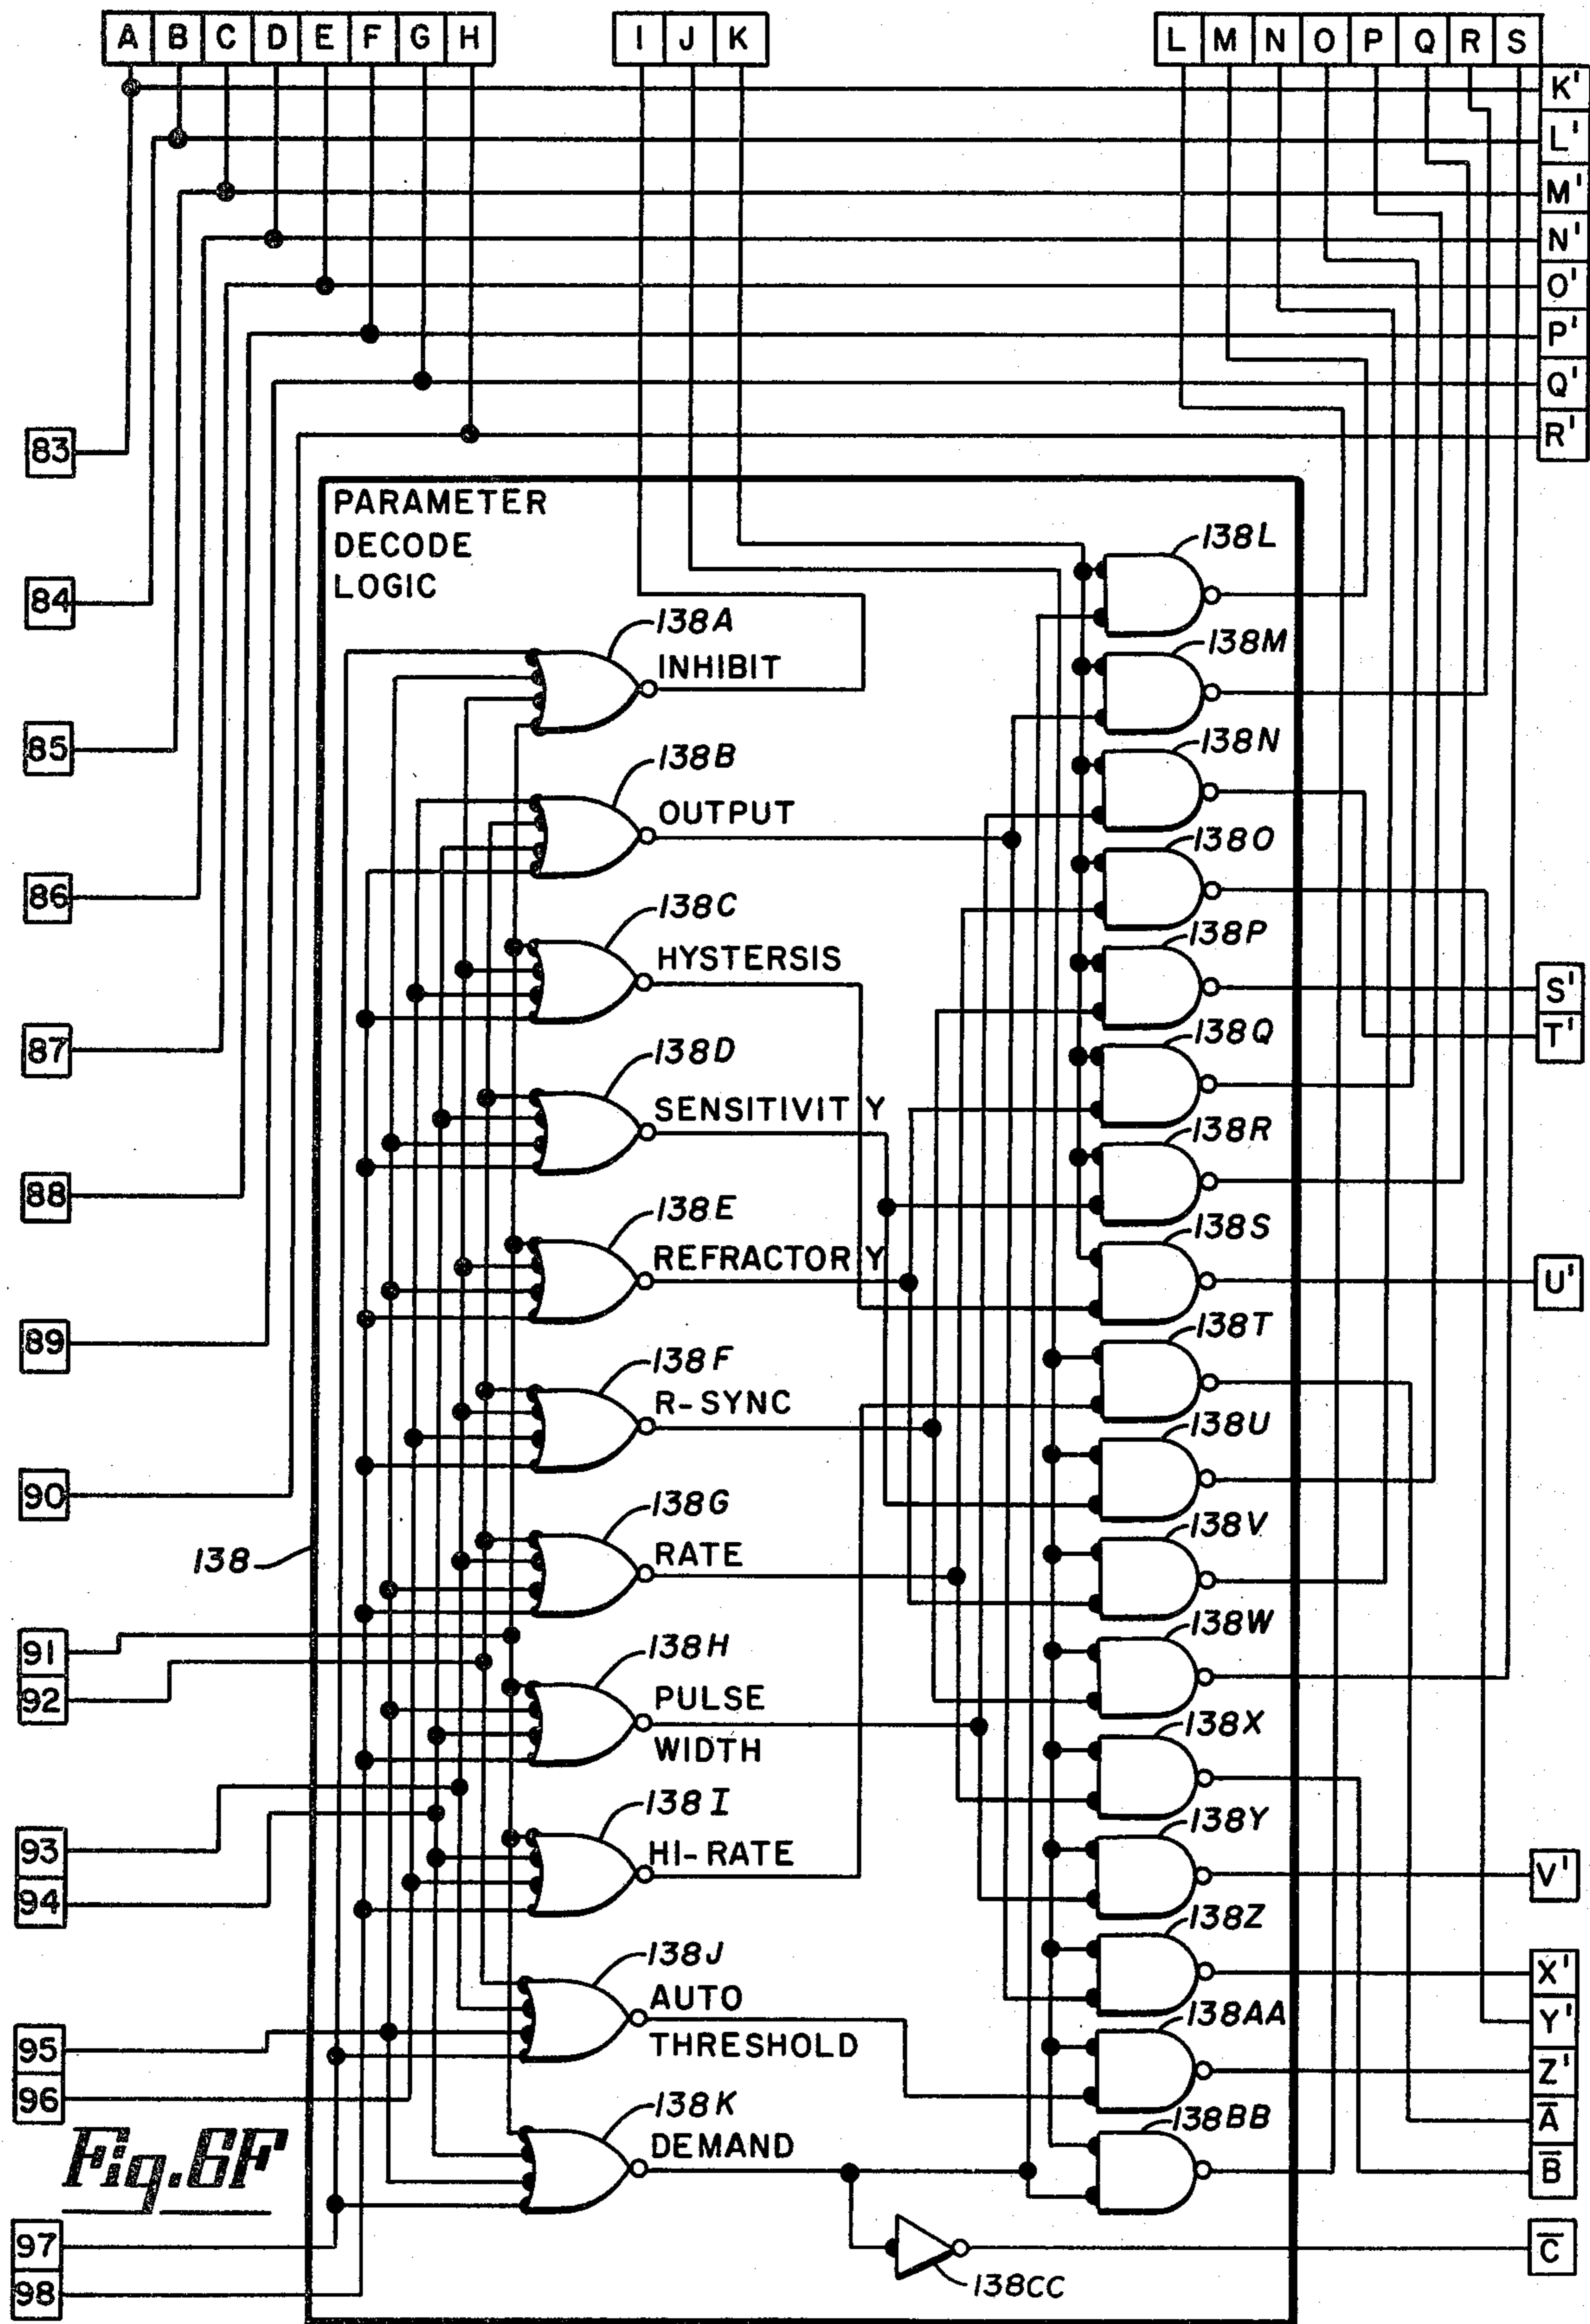 A B C D E F G H I J K L M N O P Q R S
K'
L'
M'
N'
O'
P'
Q'
R'
83
84
85
86
87
88
89
90
91
92
93
94
95
96
97
98
PARAMETER
DECODE
LOGIC
138
138A
INHIBIT
138B
OUTPUT
138C
HYSTERSIS
138D
SENSITIVITY
138E
REFRACTORY
138F
R-SYNC
138G
RATE
138H
PULSE
WIDTH
138I
HI-RATE
138J
AUTO
THRESHOLD
138K
DEMAND
138L
138M
138N
138O
138P
138Q
138R
138S
138T
138U
138V
138W
138X
138Y
138Z
138AA
138BB
138CC
S'
T'
U'
V'
X'
Y'
Z'
A̅
B̅
C̅
Fig. 6F